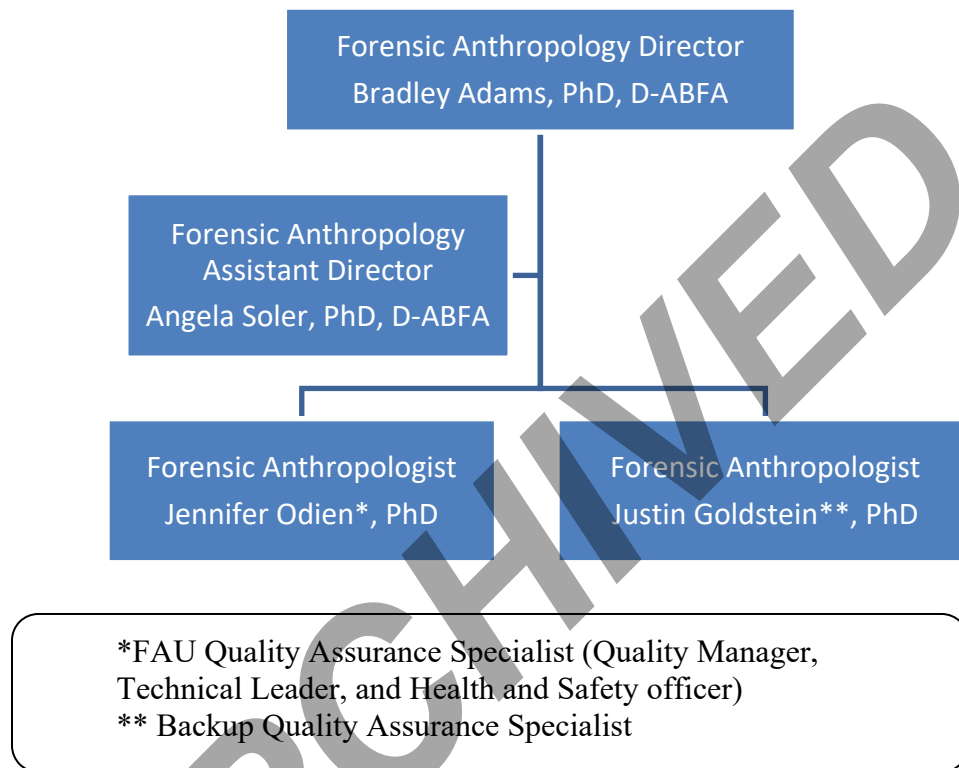 Forensic Anthropology Director
Bradley Adams, PhD, D-ABFA
Forensic Anthropology
Assistant Director
Angela Soler, PhD, D-ABFA
Forensic Anthropologist
Jennifer Odien*, PhD
Forensic Anthropologist
Justin Goldstein**, PhD
*FAU Quality Assurance Specialist (Quality Manager,
Technical Leader, and Health and Safety officer)
** Backup Quality Assurance Specialist
ARCHIVED